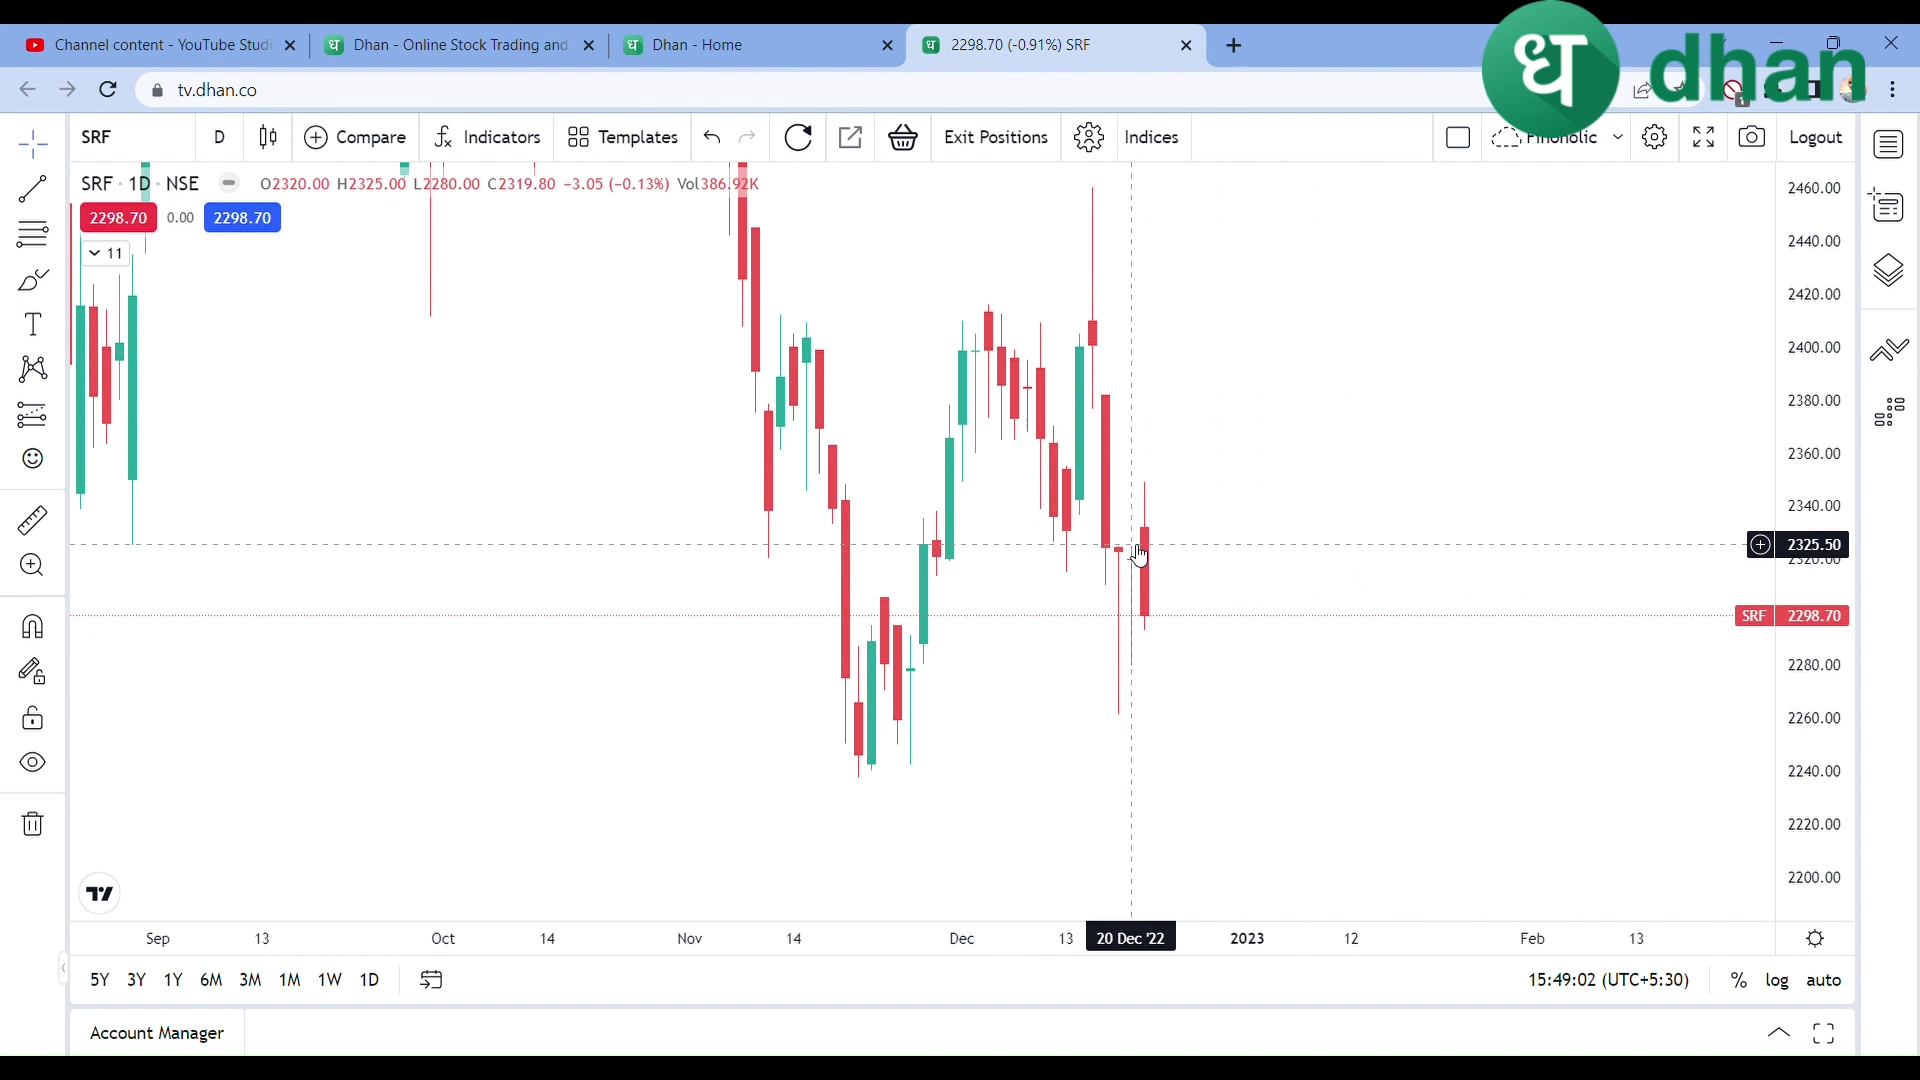 Channel content - YouTube Studi
Dhan - Online Stock Trading and
Dhan - Home
2298.70 (-0.91%) SRF
ध dhan
tv.dhan.co
SRF D Compare Indicators Templates Exit Positions Indices Finoholic Logout
SRF · 1D · NSE O2320.00 H2325.00 L2280.00 C2319.80 −3.05 (−0.13%) Vol386.92K
2298.70 0.00 2298.70
11
2460.00
2440.00
2420.00
2400.00
2380.00
2360.00
2340.00
2325.50
2320.00
SRF 2298.70
2280.00
2260.00
2240.00
2220.00
2200.00
Sep 13 Oct 14 Nov 14 Dec 13 20 Dec '22 2023 12 Feb 13
5Y 3Y 1Y 6M 3M 1M 1W 1D 15:49:02 (UTC+5:30) % log auto
Account Manager